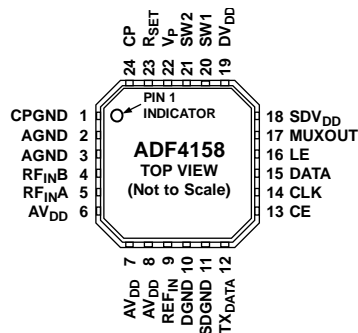 CP
RSET
VP
SW2
SW1
DVDD
24
23
22
21
20
19
CPGND 1
AGND 2
AGND 3
RFINB 4
RFINA 5
AVDD 6
PIN 1
INDICATOR
ADF4158
TOP VIEW
(Not to Scale)
18 SDVDD
17 MUXOUT
16 LE
15 DATA
14 CLK
13 CE
7
8
9
10
11
12
AVDD
AVDD
REFIN
DGND
SDGND
TXDATA